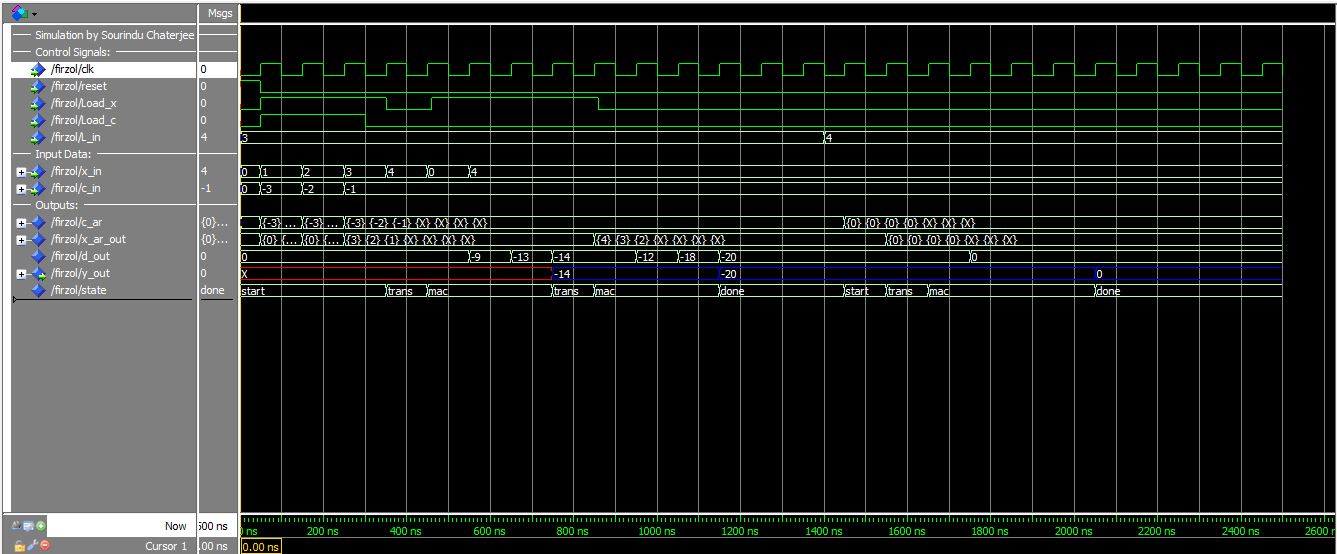 Msgs
Simulation by Sourindu Chaterjee
Control Signals:
/firzol/clk 0
/firzol/reset 0
/firzol/Load_x 0
/firzol/Load_c 0
/firzol/L_in 4 3 4
Input Data:
/firzol/x_in 4 0 1 2 3 4 0 4
/firzol/c_in -1 0 -3 -2 -1
Outputs:
/firzol/c_ar {0}... {-3} ... {-3} ... {-3} {-2} {-1} {X} {X} {X} {X} {0} {0} {0} {0} {X} {X} {X} {X}
/firzol/x_ar_out {0}... {0} {... {0} {... {3} {2} {1} {X} {X} {X} {X} {4} {3} {2} {X} {X} {X} {X} {0} {0} {0} {0} {X} {X} {X} {X}
/firzol/d_out 0 0 -9 -13 -14 -12 -18 -20 0
/firzol/y_out 0 X -14 -20 0
/firzol/state done start trans mac trans mac done start trans mac done
Now 500 ns ns 200 ns 400 ns 600 ns 800 ns 1000 ns 1200 ns 1400 ns 1600 ns 1800 ns 2000 ns 2200 ns 2400 ns 2600 n
Cursor 1 .00 ns 0.00 ns